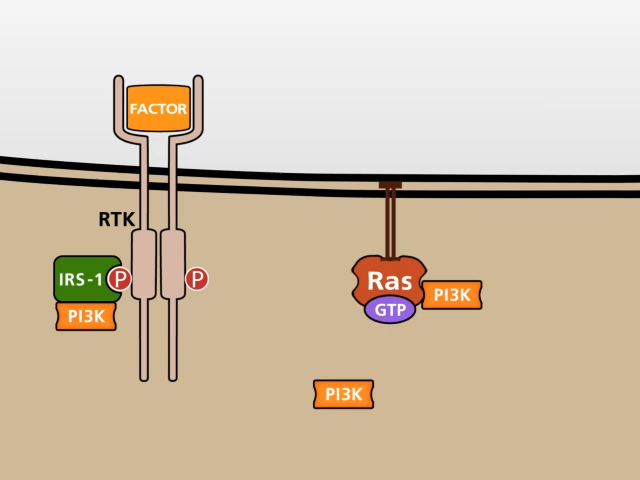 FACTOR
RTK
IRS-1
P
P
PI3K
Ras
GTP
PI3K
PI3K